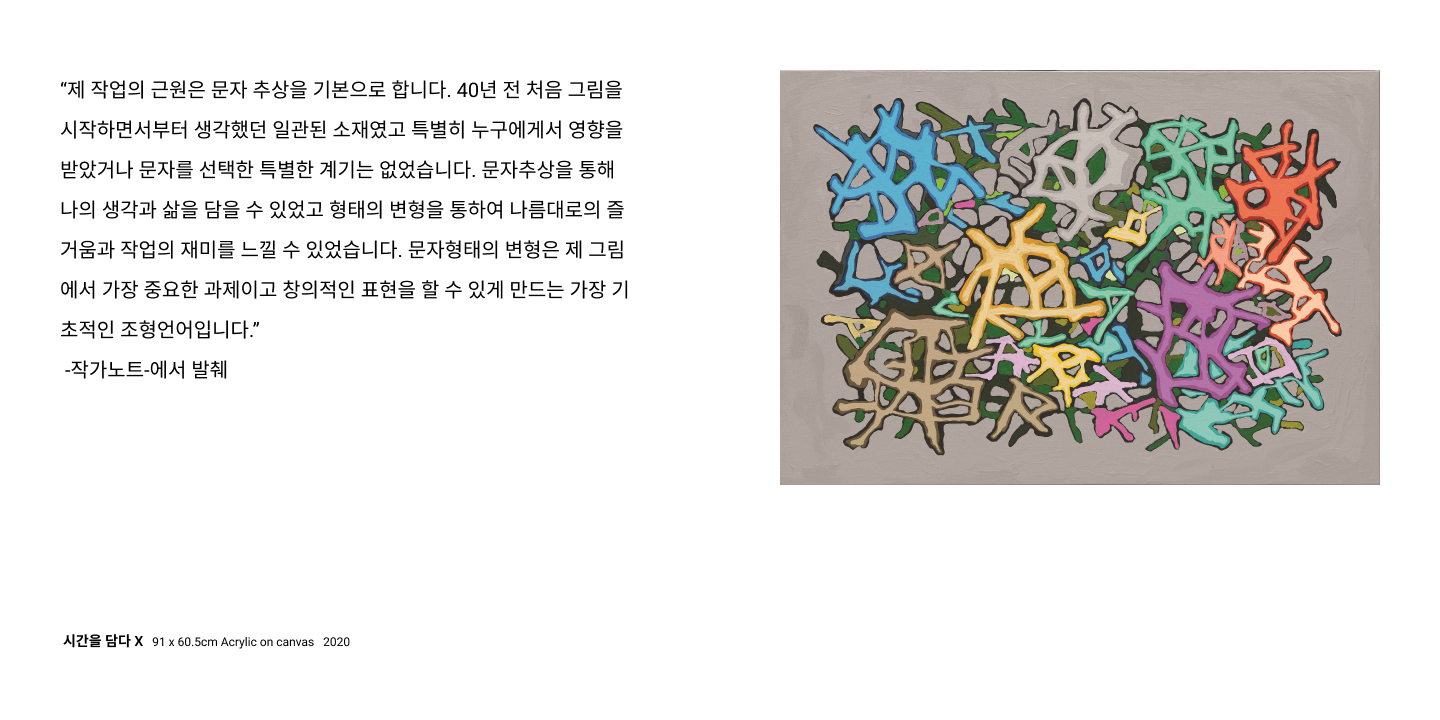 “제 작업의 근원은 문자 추상을 기본으로 합니다. 40년 전 처음 그림을
시작하면서부터 생각했던 일관된 소재였고 특별히 누구에게서 영향을
받았거나 문자를 선택한 특별한 계기는 없었습니다. 문자추상을 통해
나의 생각과 삶을 담을 수 있었고 형태의 변형을 통하여 나름대로의 즐
거움과 작업의 재미를 느낄 수 있었습니다. 문자형태의 변형은 제 그림
에서 가장 중요한 과제이고 창의적인 표현을 할 수 있게 만드는 가장 기
초적인 조형언어입니다.”
-작가노트-에서 발췌
시간을 담다 X 91 x 60.5cm Acrylic on canvas 2020